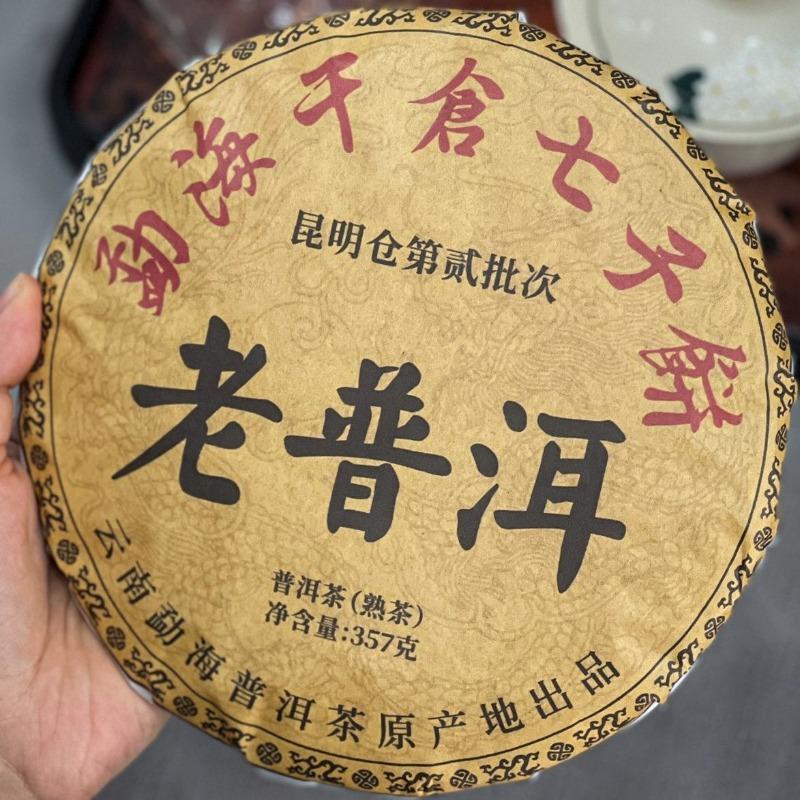 勐海干倉七子餅
昆明仓第贰批次
老普洱
普洱茶(熟茶)
净含量:357克
云南勐海普洱茶原产地出品